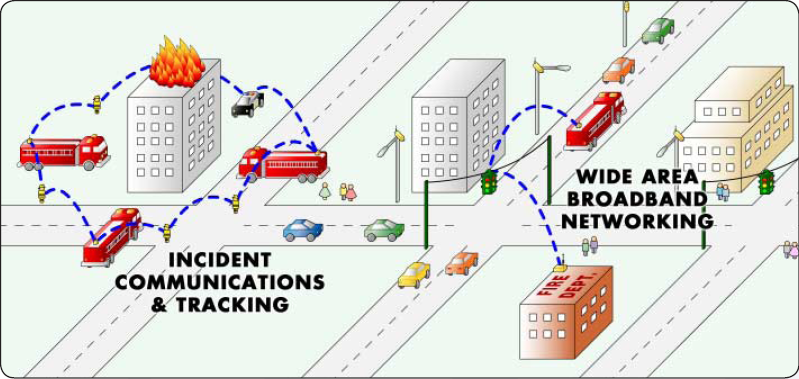 INCIDENT
COMMUNICATIONS
& TRACKING
WIDE AREA
BROADBAND
NETWORKING
FIRE
DEPT.